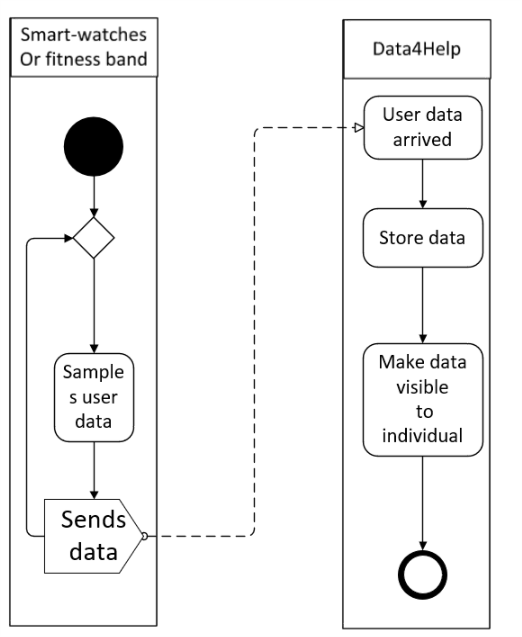 Smart-watches
Or fitness band
Sample
s user
data
Sends
data
Data4Help
User data
arrived
Store data
Make data
visible
to
individual